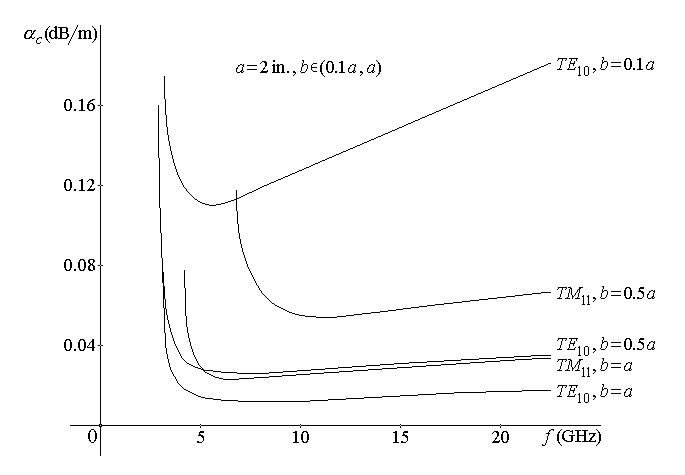 α_c (dB/m)
a=2 in., b∈(0.1a, a)
TE₁₀, b=0.1a
0.16
0.12
0.08
TM₁₁, b=0.5a
0.04
TE₁₀, b=0.5a
TM₁₁, b=a
TE₁₀, b=a
0 5 10 15 20 f (GHz)